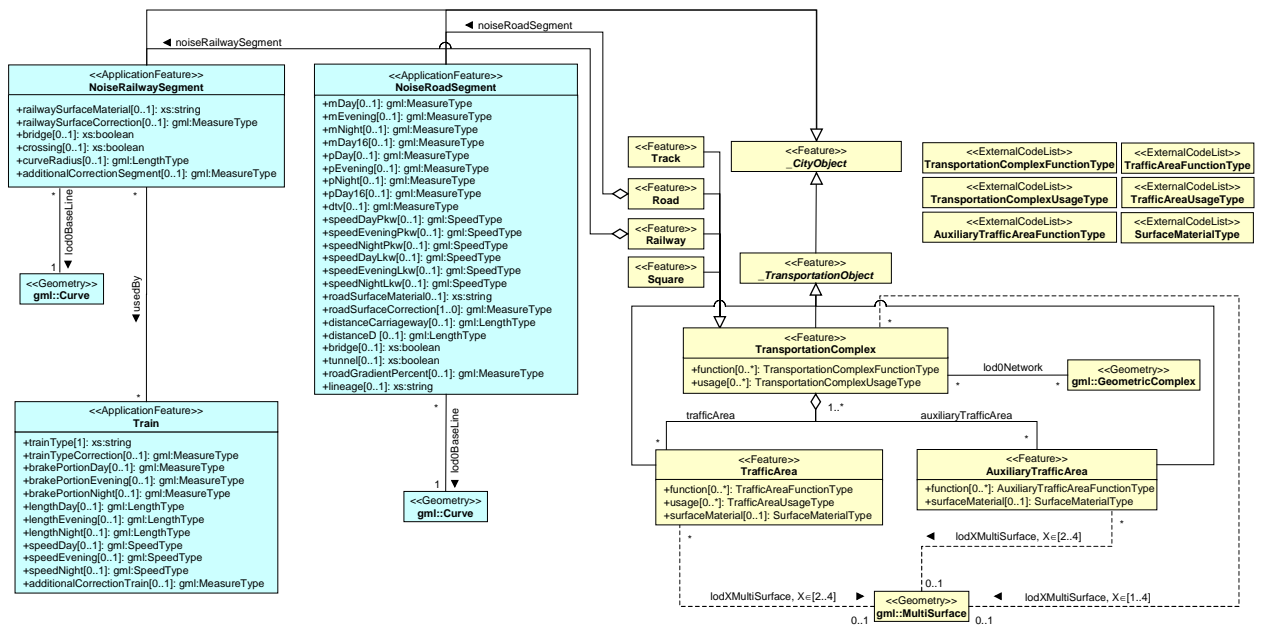 noiseRoadSegment
noiseRailwaySegment
<<ApplicationFeature>>
NoiseRailwaySegment
+railwaySurfaceMaterial[0..1]: xs:string
+railwaySurfaceCorrection[0..1]: gml:MeasureType
+bridge[0..1]: xs:boolean
+crossing[0..1]: xs:boolean
+curveRadius[0..1]: gml:LengthType
+additionalCorrectionSegment[0..1]: gml:MeasureType
*
*
lod0BaseLine
1
<<Geometry>>
gml::Curve
usedBy
*
<<ApplicationFeature>>
Train
+trainType[1]: xs:string
+trainTypeCorrection[0..1]: gml:MeasureType
+brakePortionDay[0..1]: gml:MeasureType
+brakePortionEvening[0..1]: gml:MeasureType
+brakePortionNight[0..1]: gml:MeasureType
+lengthDay[0..1]: gml:LengthType
+lengthEvening[0..1]: gml:LengthType
+lengthNight[0..1]: gml:LengthType
+speedDay[0..1]: gml:SpeedType
+speedEvening[0..1]: gml:SpeedType
+speedNight[0..1]: gml:SpeedType
+additionalCorrectionTrain[0..1]: gml:MeasureType
<<ApplicationFeature>>
NoiseRoadSegment
+mDay[0..1]: gml:MeasureType
+mEvening[0..1]: gml:MeasureType
+mNight[0..1]: gml:MeasureType
+mDay16[0..1]: gml:MeasureType
+pDay[0..1]: gml:MeasureType
+pEvening[0..1]: gml:MeasureType
+pNight[0..1]: gml:MeasureType
+pDay16[0..1]: gml:MeasureType
+dtv[0..1]: gml:MeasureType
+speedDayPkw[0..1]: gml:SpeedType
+speedEveningPkw[0..1]: gml:SpeedType
+speedNightPkw[0..1]: gml:SpeedType
+speedDayLkw[0..1]: gml:SpeedType
+speedEveningLkw[0..1]: gml:SpeedType
+speedNightLkw[0..1]: gml:SpeedType
+roadSurfaceMaterial0..1]: xs:string
+roadSurfaceCorrection[1..0]: gml:MeasureType
+distanceCarriageway[0..1]: gml:LengthType
+distanceD [0..1]: gml:LengthType
+bridge[0..1]: xs:boolean
+tunnel[0..1]: xs:boolean
+roadGradientPercent[0..1]: gml:MeasureType
+lineage[0..1]: xs:string
*
lod0BaseLine
1
<<Geometry>>
gml::Curve
<<Feature>>
Track
<<Feature>>
Road
<<Feature>>
Railway
<<Feature>>
Square
<<Feature>>
_CityObject
<<Feature>>
_TransportationObject
<<ExternalCodeList>>
TransportationComplexFunctionType
<<ExternalCodeList>>
TrafficAreaFunctionType
<<ExternalCodeList>>
TransportationComplexUsageType
<<ExternalCodeList>>
TrafficAreaUsageType
<<ExternalCodeList>>
AuxiliaryTrafficAreaFunctionType
<<ExternalCodeList>>
SurfaceMaterialType
*
<<Feature>>
TransportationComplex
+function[0..*]: TransportationComplexFunctionType
+usage[0..*]: TransportationComplexUsageType
lod0Network
*
*
<<Geometry>>
gml::GeometricComplex
1..*
trafficArea
auxiliaryTrafficArea
*
*
<<Feature>>
TrafficArea
+function[0..*]: TrafficAreaFunctionType
+usage[0..*]: TrafficAreaUsageType
+surfaceMaterial[0..1]: SurfaceMaterialType
<<Feature>>
AuxiliaryTrafficArea
+function[0..*]: AuxiliaryTrafficAreaFunctionType
+surfaceMaterial[0..1]: SurfaceMaterialType
*
*
lodXMultiSurface, X∈[2..4]
0..1
lodXMultiSurface, X∈[2..4]
<<Geometry>>
gml::MultiSurface
lodXMultiSurface, X∈[1..4]
0..1
0..1